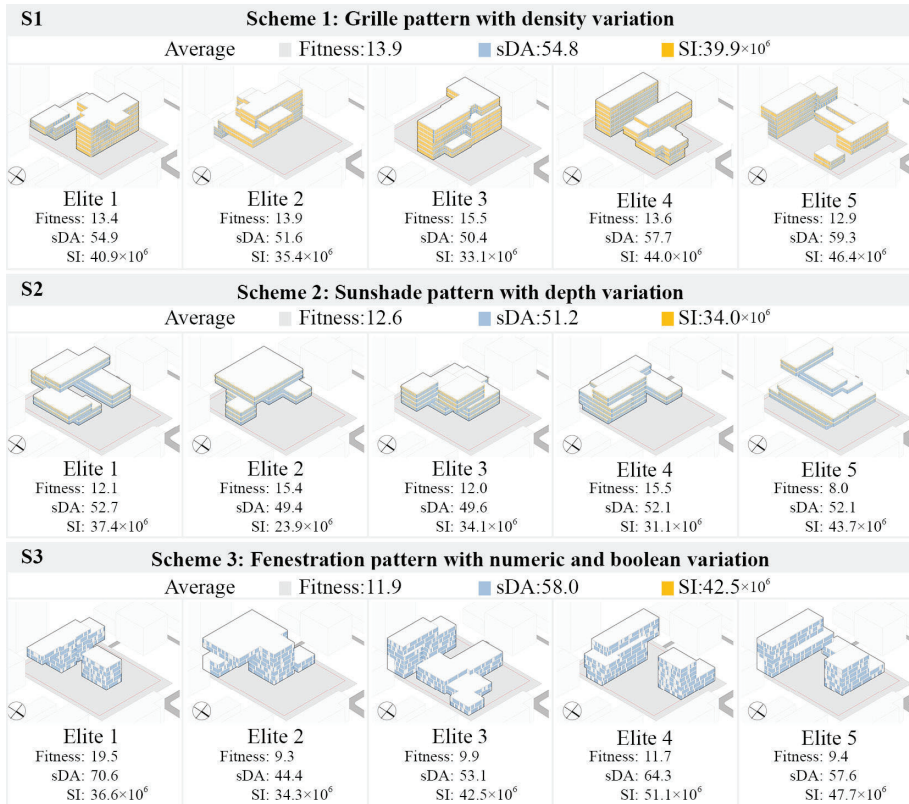 S1 Scheme 1: Grille pattern with density variation
Average Fitness:13.9 sDA:54.8 SI:39.9×10⁶
Elite 1 Elite 2 Elite 3 Elite 4 Elite 5
Fitness: 13.4 Fitness: 13.9 Fitness: 15.5 Fitness: 13.6 Fitness: 12.9
sDA: 54.9 sDA: 51.6 sDA: 50.4 sDA: 57.7 sDA: 59.3
SI: 40.9×10⁶ SI: 35.4×10⁶ SI: 33.1×10⁶ SI: 44.0×10⁶ SI: 46.4×10⁶
S2 Scheme 2: Sunshade pattern with depth variation
Average Fitness:12.6 sDA:51.2 SI:34.0×10⁶
Elite 1 Elite 2 Elite 3 Elite 4 Elite 5
Fitness: 12.1 Fitness: 15.4 Fitness: 12.0 Fitness: 15.5 Fitness: 8.0
sDA: 52.7 sDA: 49.4 sDA: 49.6 sDA: 52.1 sDA: 52.1
SI: 37.4×10⁶ SI: 23.9×10⁶ SI: 34.1×10⁶ SI: 31.1×10⁶ SI: 43.7×10⁶
S3 Scheme 3: Fenestration pattern with numeric and boolean variation
Average Fitness:11.9 sDA:58.0 SI:42.5×10⁶
Elite 1 Elite 2 Elite 3 Elite 4 Elite 5
Fitness: 19.5 Fitness: 9.3 Fitness: 9.9 Fitness: 11.7 Fitness: 9.4
sDA: 70.6 sDA: 44.4 sDA: 53.1 sDA: 64.3 sDA: 57.6
SI: 36.6×10⁶ SI: 34.3×10⁶ SI: 42.5×10⁶ SI: 51.1×10⁶ SI: 47.7×10⁶